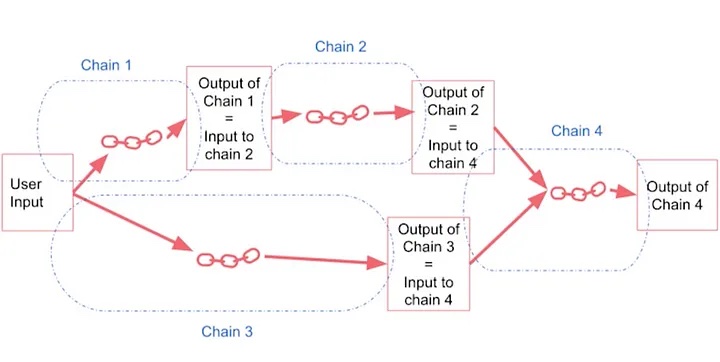 Chain 1
Chain 2
Output of
Chain 1
=
Input to
chain 2
Output of
Chain 2
=
Input to
chain 4
Chain 4
User
Input
Output of
Chain 4
Output of
Chain 3
=
Input to
chain 4
Chain 3